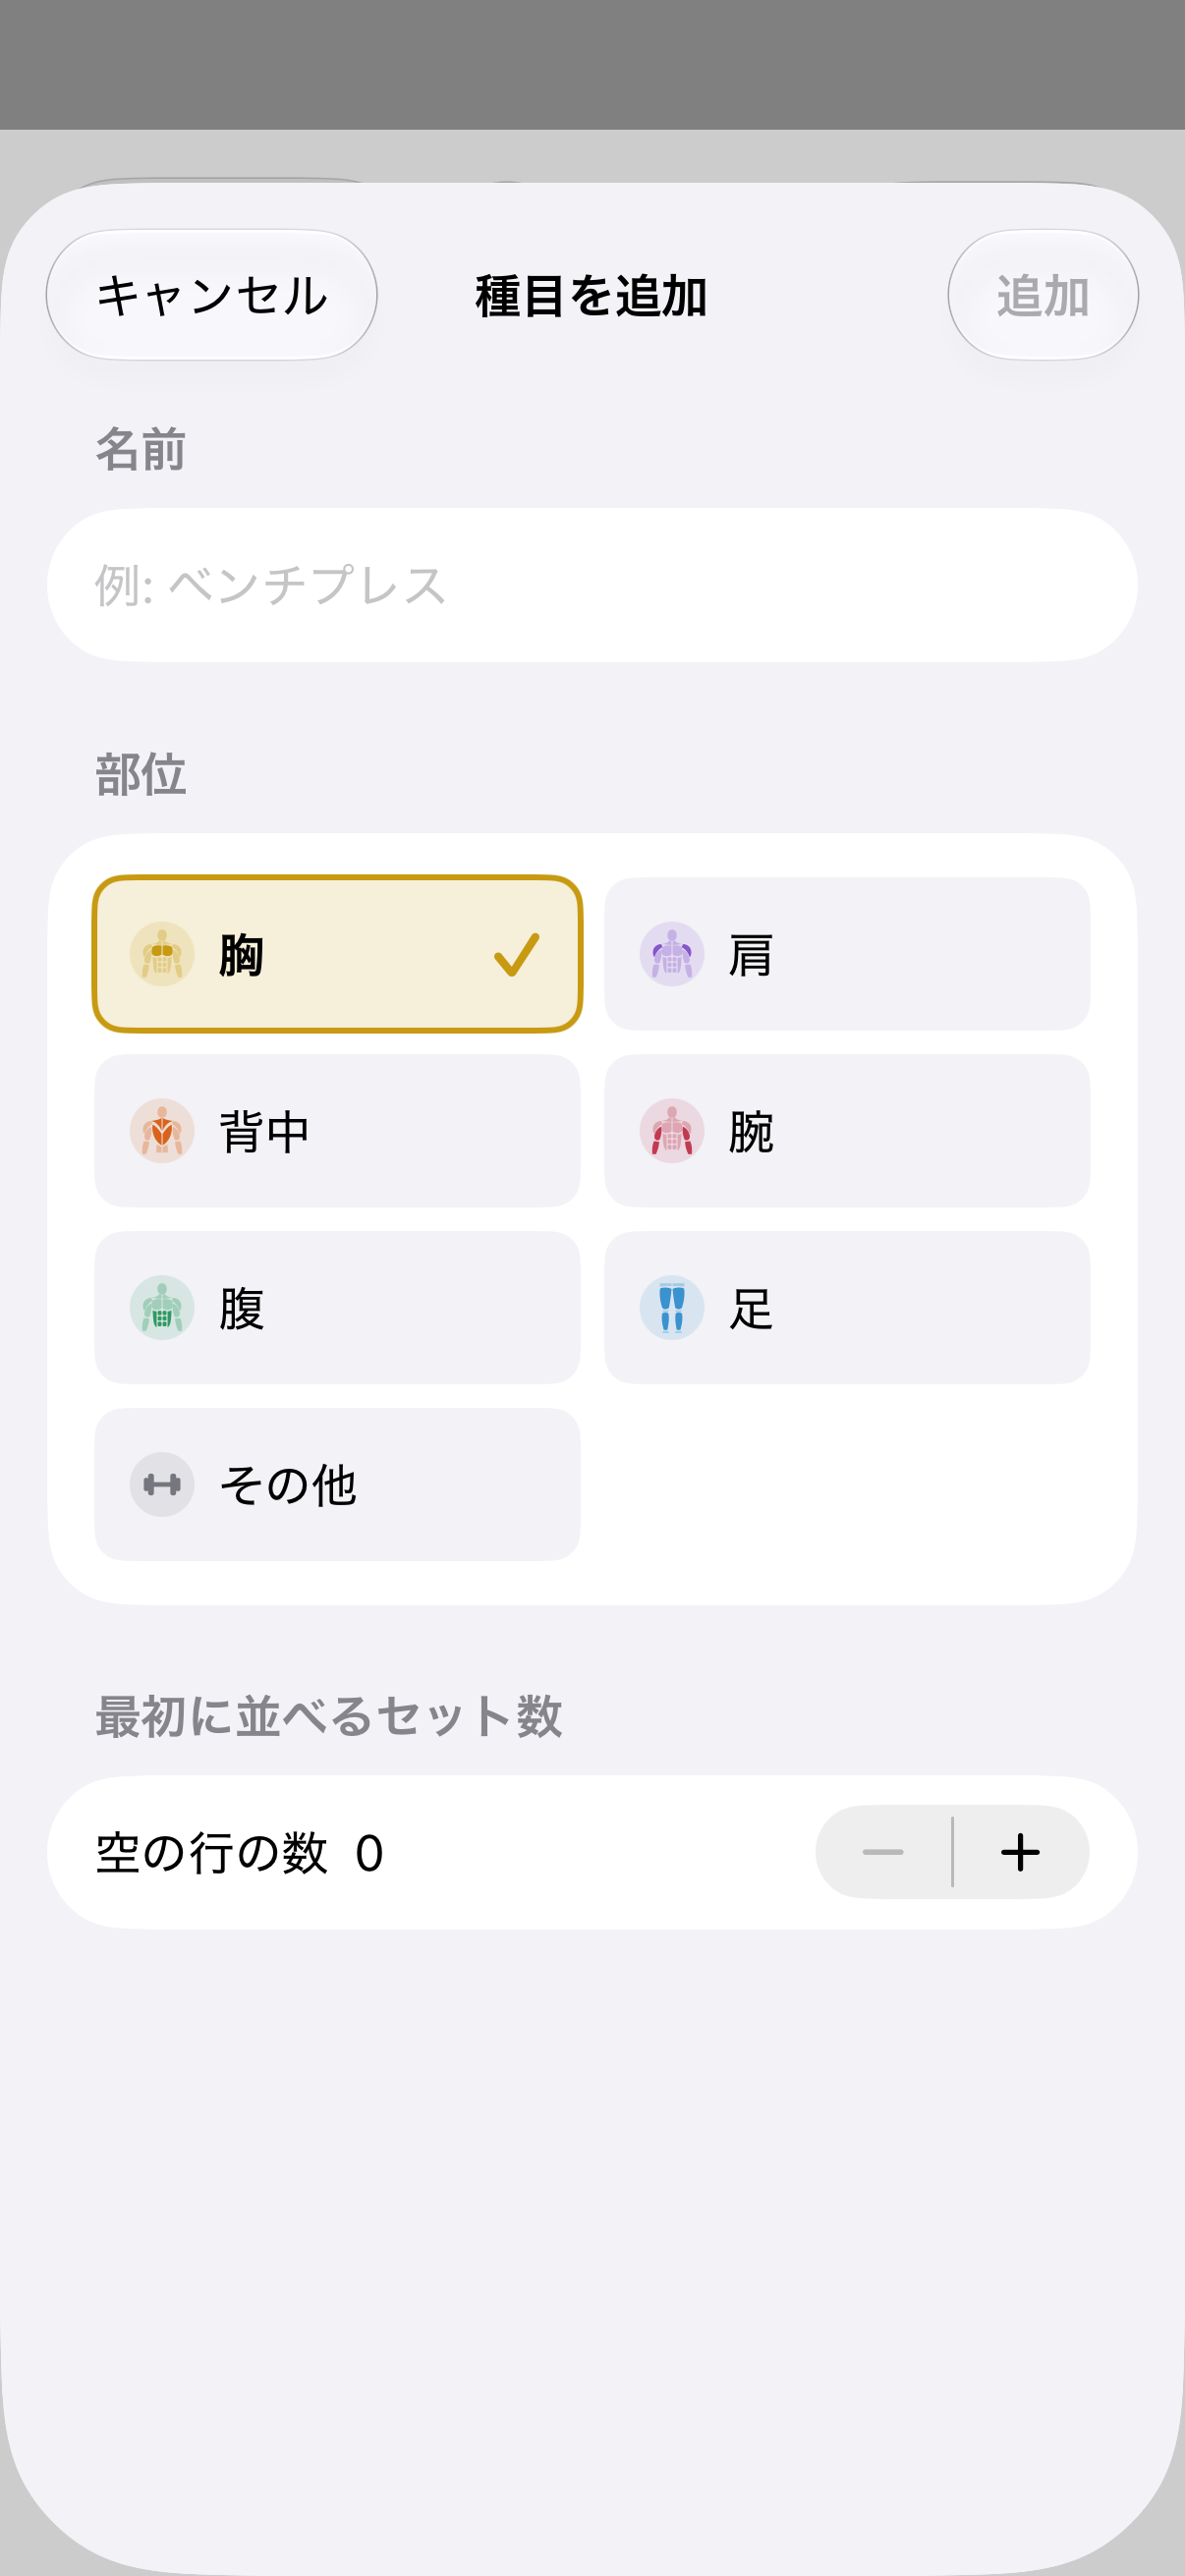 キャンセル
種目を追加
追加
名前
例: ベンチプレス
部位
胸
肩
背中
腕
腹
足
その他
最初に並べるセット数
空の行の数 0